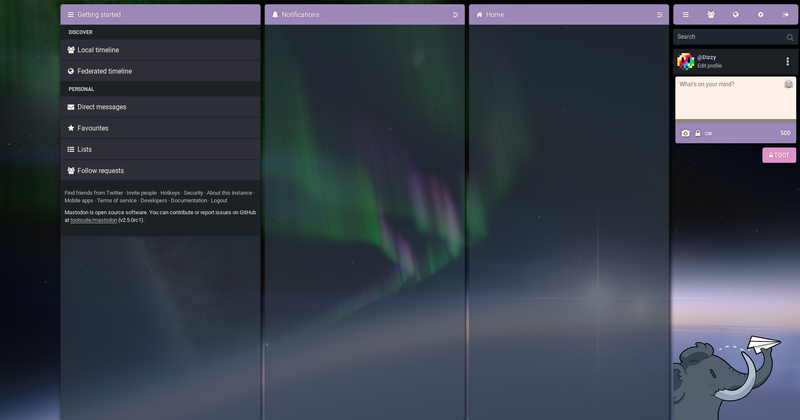 Getting started
DISCOVER
Local timeline
Federated timeline
PERSONAL
Direct messages
Favourites
Lists
Follow requests
Find friends from Twitter · Invite people · Hotkeys · Security · About this instance ·
Mobile apps · Terms of service · Developers · Documentation · Logout
Mastodon is open source software. You can contribute or report issues on GitHub
at tootsuite/mastodon (v2.5.0rc1).
Notifications
Home
Search
@Dizzy
Edit profile
What's on your mind?
CW
500
TOOT